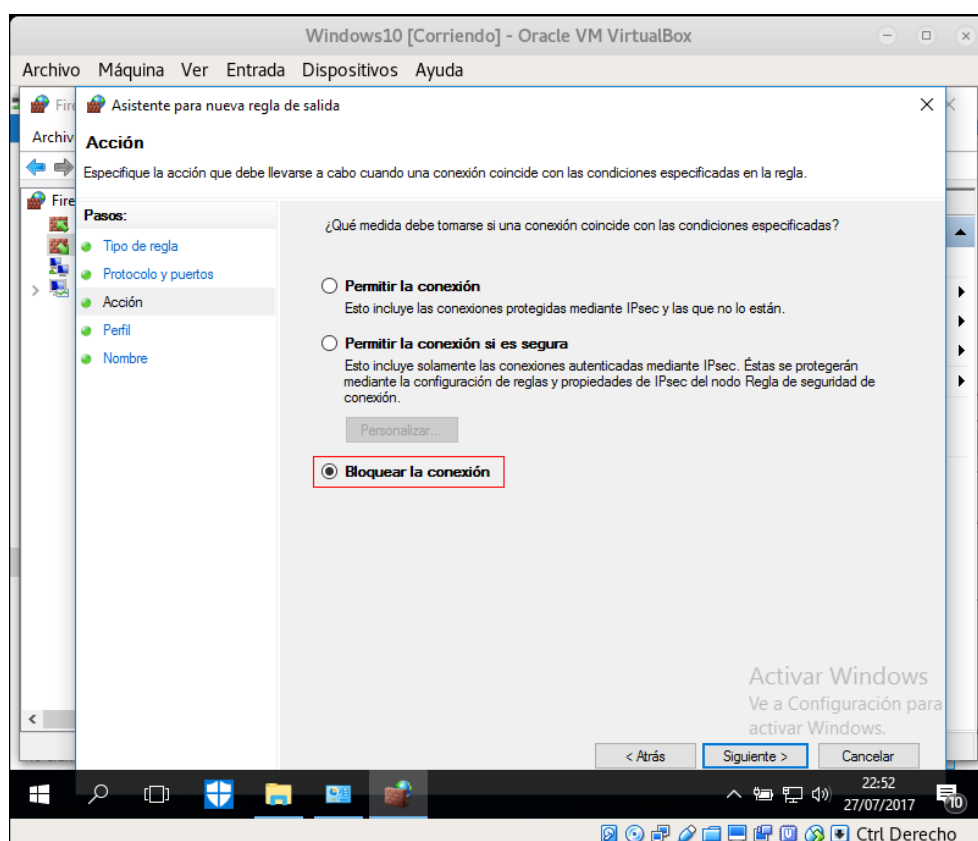 Windows10 [Corriendo] - Oracle VM VirtualBox
Archivo Máquina Ver Entrada Dispositivos Ayuda
Asistente para nueva regla de salida
Acción
Especifique la acción que debe llevarse a cabo cuando una conexión coincide con las condiciones especificadas en la regla.
Pasos:
Tipo de regla
Protocolo y puertos
Acción
Perfil
Nombre
¿Qué medida debe tomarse si una conexión coincide con las condiciones especificadas?
Permitir la conexión
Esto incluye las conexiones protegidas mediante IPsec y las que no lo están.
Permitir la conexión si es segura
Esto incluye solamente las conexiones autenticadas mediante IPsec. Éstas se protegerán
mediante la configuración de reglas y propiedades de IPsec del nodo Regla de seguridad de
conexión.
Personalizar...
Bloquear la conexión
Activar Windows
Ve a Configuración para
activar Windows.
< Atrás Siguiente > Cancelar
22:52
27/07/2017
10
Ctrl Derecho